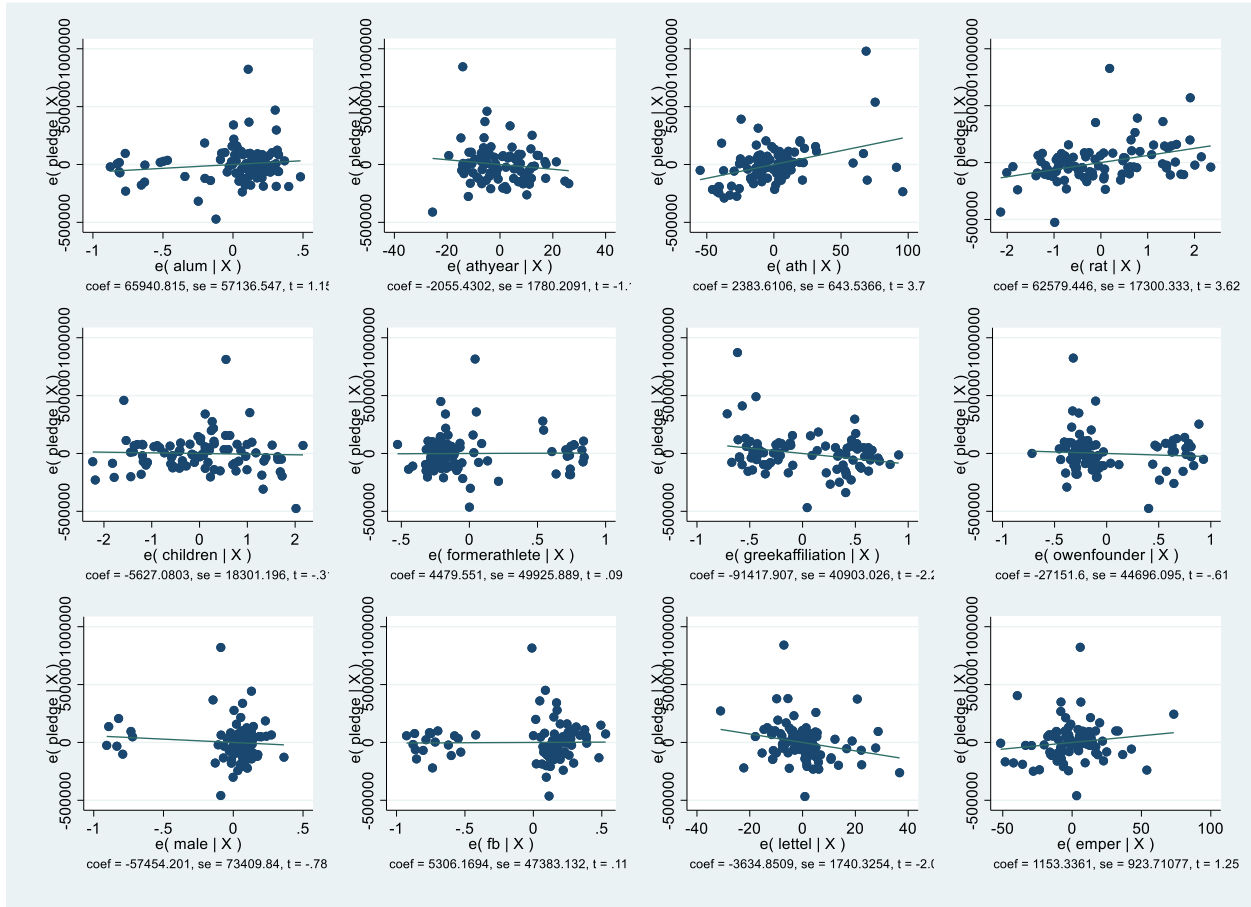 e( pledge | X )
-500000 0 500000 1000000
-1 -.5 0 .5
e( alum | X )
coef = 65940.815, se = 57136.547, t = 1.15
e( pledge | X )
-500000 0 500000 1000000
-40 -20 0 20 40
e( athyear | X )
coef = -2055.4302, se = 1780.2091, t = -1.
e( pledge | X )
-500000 0 500000 1000000
-50 0 50 100
e( ath | X )
coef = 2383.6106, se = 643.5366, t = 3.7
e( pledge | X )
-500000 0 500000 1000000
-2 -1 0 1 2
e( rat | X )
coef = 62579.446, se = 17300.333, t = 3.62
e( pledge | X )
-500000 0 500000 1000000
-2 -1 0 1 2
e( children | X )
coef = -5627.0803, se = 18301.196, t = -.3
e( pledge | X )
-500000 0 500000 1000000
-.5 0 .5 1
e( formerathlete | X )
coef = 4479.551, se = 49925.889, t = .09
e( pledge | X )
-500000 0 500000 1000000
-1 -.5 0 .5 1
e( greekaffiliation | X )
coef = -91417.907, se = 40903.026, t = -2.2
e( pledge | X )
-500000 0 500000 1000000
-1 -.5 0 .5 1
e( owenfounder | X )
coef = -27151.6, se = 44696.095, t = -.61
e( pledge | X )
-500000 0 500000 1000000
-1 -.5 0 .5
e( male | X )
coef = -57454.201, se = 73409.84, t = -.78
e( pledge | X )
-500000 0 500000 1000000
-1 -.5 0 .5
e( fb | X )
coef = 5306.1694, se = 47383.132, t = .11
e( pledge | X )
-500000 0 500000 1000000
-40 -20 0 20 40
e( lettel | X )
coef = -3634.8509, se = 1740.3254, t = -2.
e( pledge | X )
-500000 0 500000 1000000
-50 0 50 100
e( emper | X )
coef = 1153.3361, se = 923.71077, t = 1.25